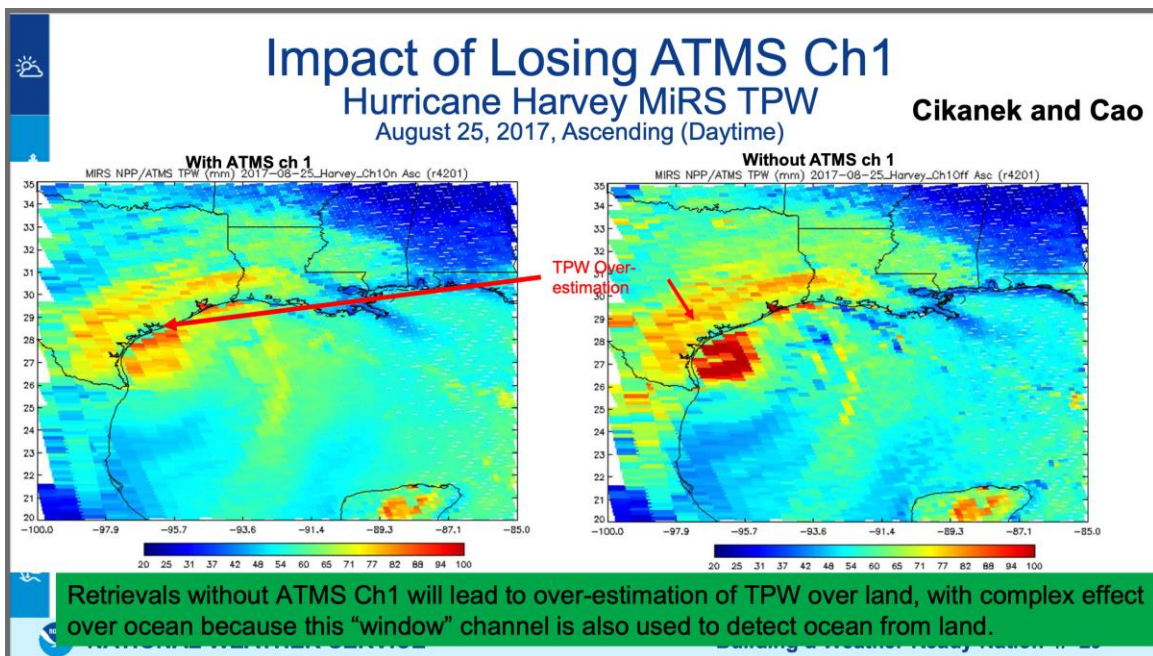 Impact of Losing ATMS Ch1
Hurricane Harvey MiRS TPW
August 25, 2017, Ascending (Daytime)
Cikanek and Cao
With ATMS ch 1
MIRS NPP/ATMS TPW (mm) 2017-08-25_Harvey_Ch1On Asc (r4201)
35
34
33
32
31
30
29
28
27
26
25
24
23
22
21
20
-100.0 -97.9 -95.7 -93.6 -91.4 -89.3 -87.1 -85.0
20 25 31 37 42 48 54 60 65 71 77 82 88 94 100
TPW Over-
estimation
Without ATMS ch 1
MIRS NPP/ATMS TPW (mm) 2017-08-25_Harvey_Ch1Off Asc (r4201)
35
34
33
32
31
30
29
28
27
26
25
24
23
22
21
20
-100.0 -97.9 -95.7 -93.6 -91.4 -89.3 -87.1 -85.0
20 25 31 37 42 48 54 60 65 71 77 82 88 94 100
Retrievals without ATMS Ch1 will lead to over-estimation of TPW over land, with complex effect
over ocean because this “window” channel is also used to detect ocean from land.
NATIONAL WEATHER SERVICE